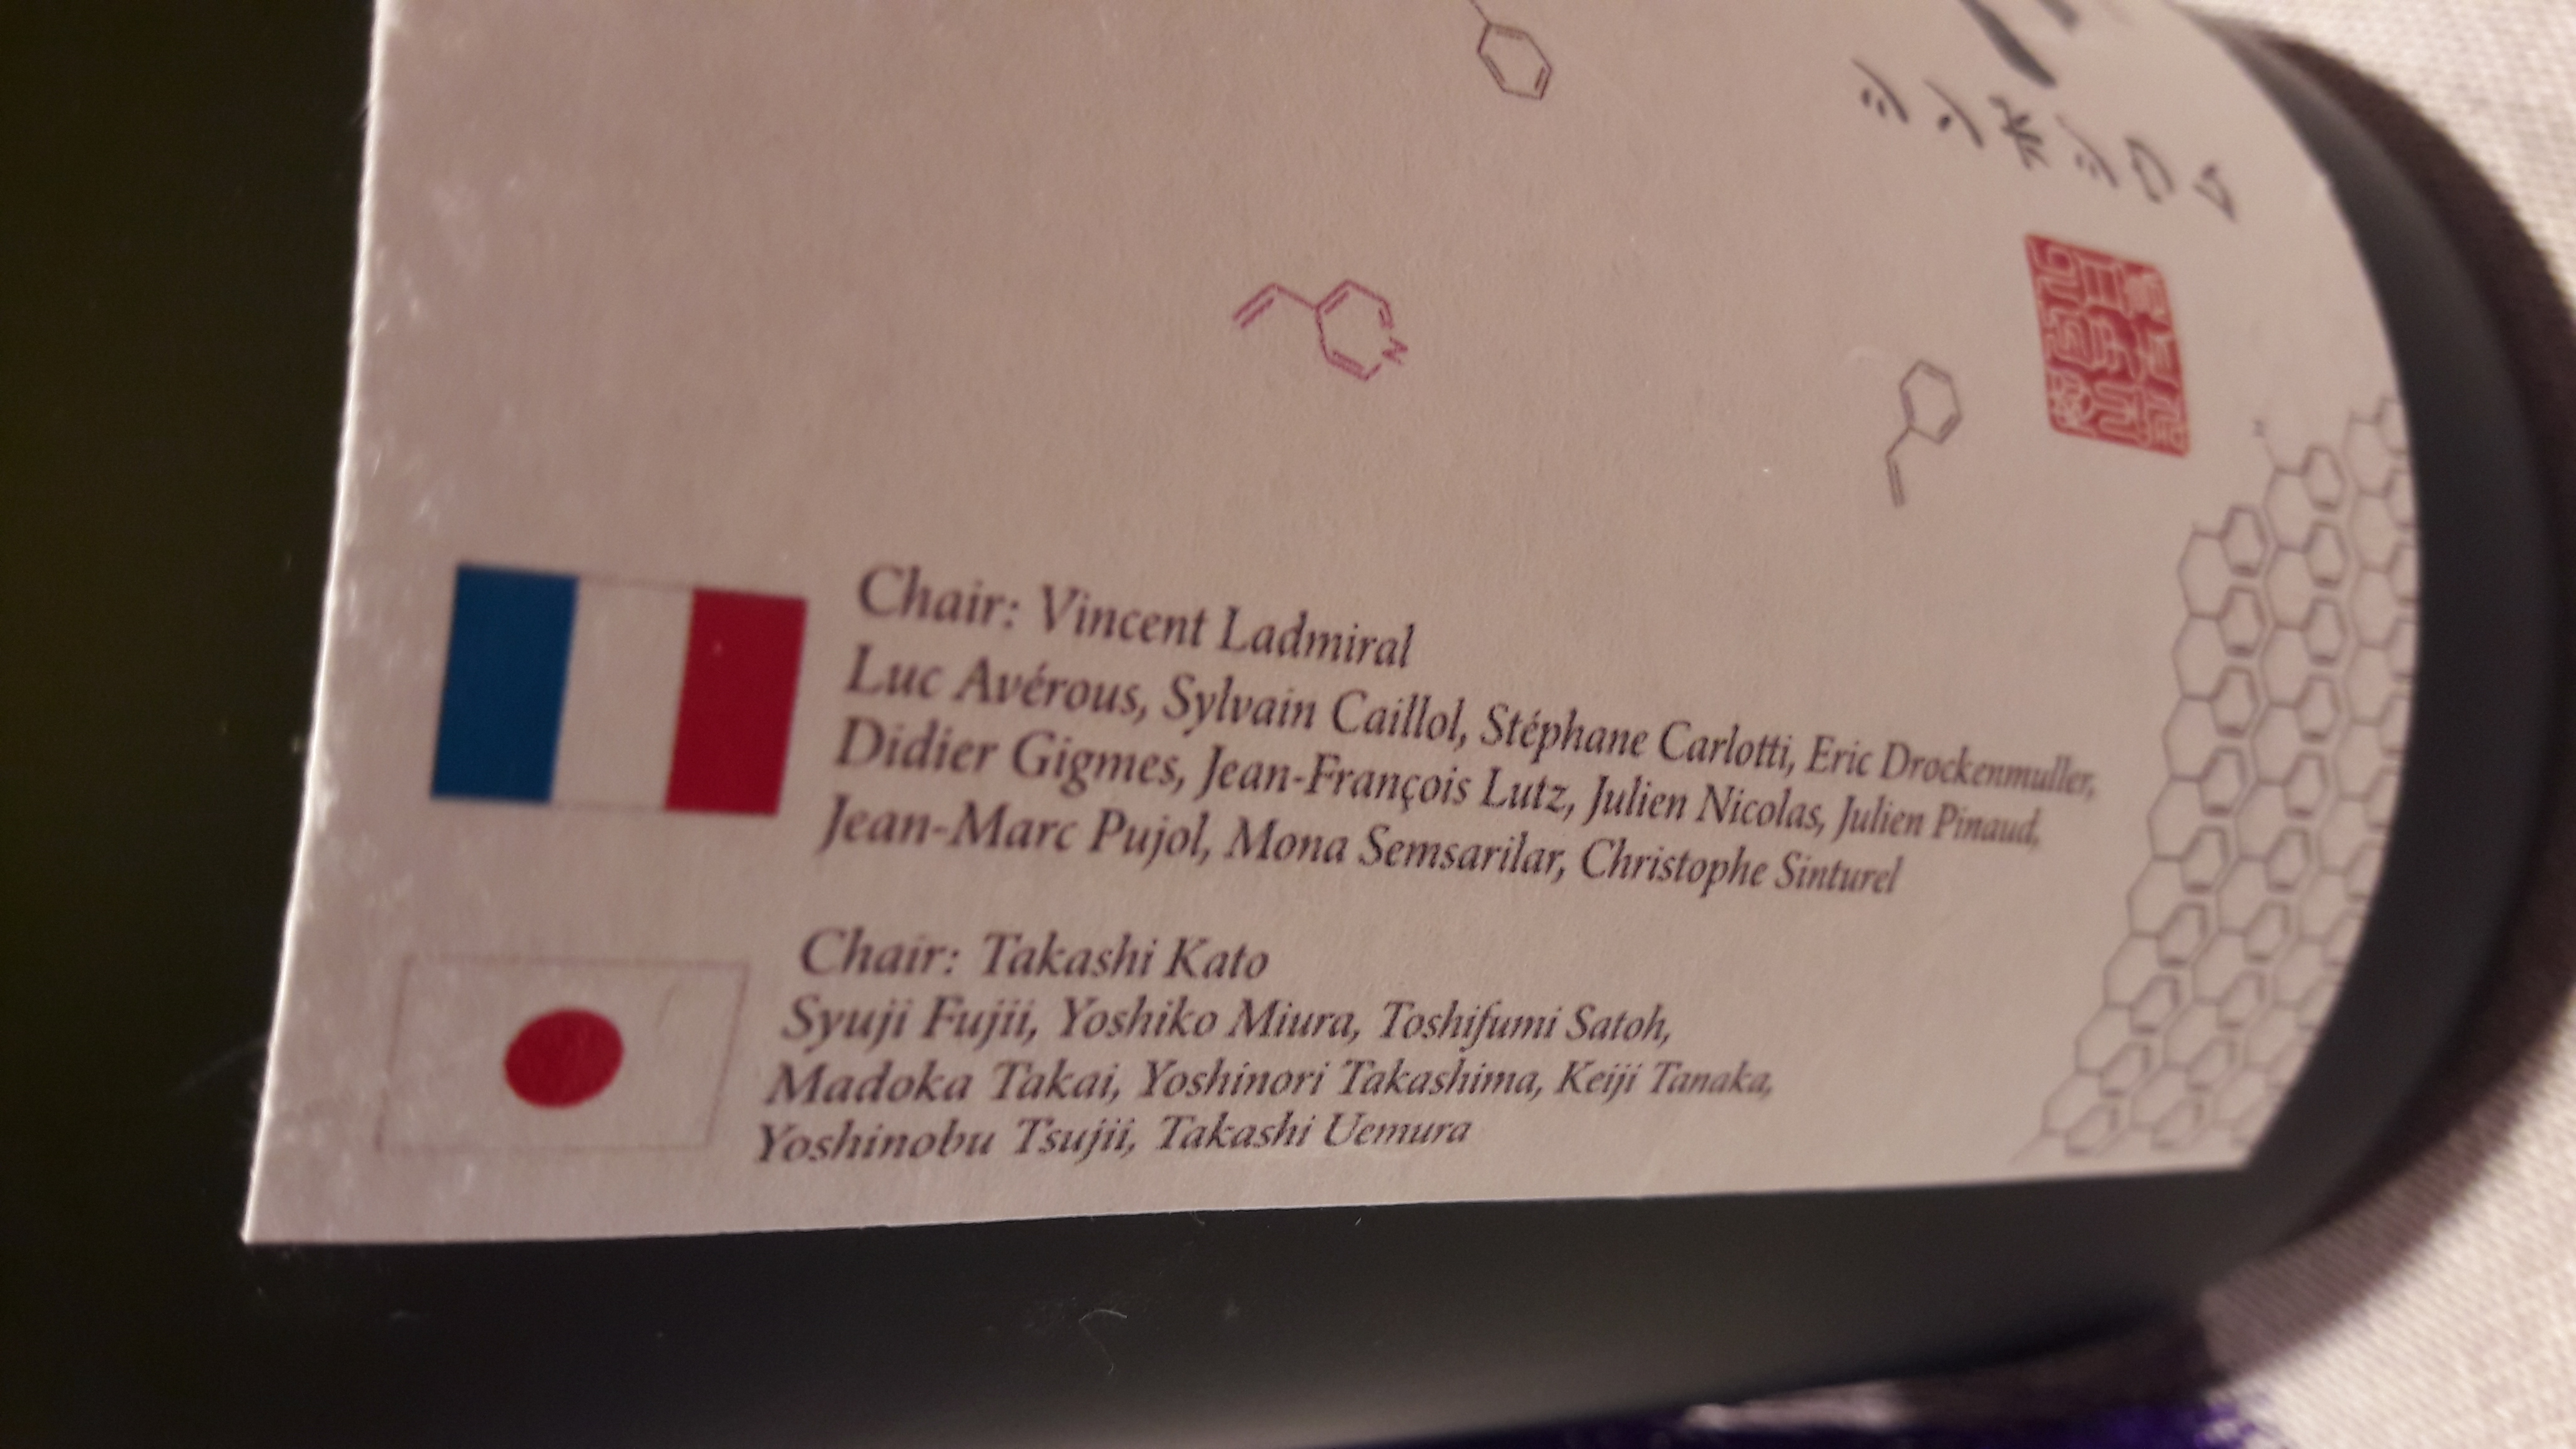 N
Chair: Vincent Ladmiral
Luc Avérous, Sylvain Caillol, Stéphane Carlotti, Eric Drockenmuller,
Didier Gigmes, Jean-François Lutz, Julien Nicolas, Julien Pinaud,
Jean-Marc Pujol, Mona Semsarilar, Christophe Sinturel
Chair: Takashi Kato
Syuji Fujii, Yoshiko Miura, Toshifumi Satoh,
Madoka Takai, Yoshinori Takashima, Keiji Tanaka,
Yoshinobu Tsujii, Takashi Uemura